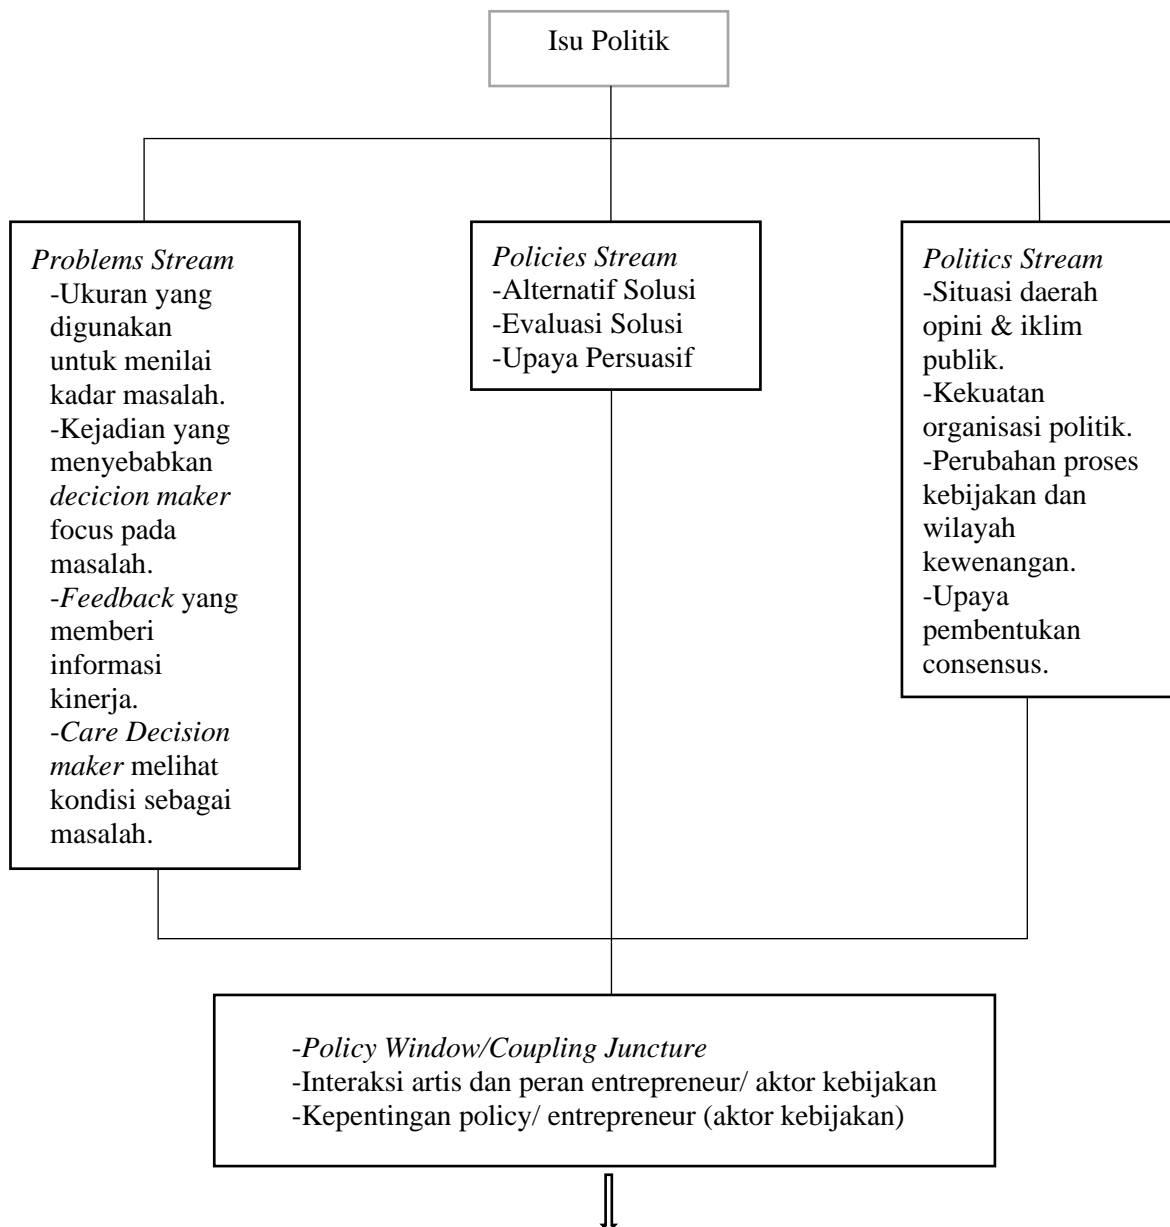 Isu Politik
Problems Stream
-Ukuran yang
digunakan
untuk menilai
kadar masalah.
-Kejadian yang
menyebabkan
decicion maker
focus pada
masalah.
-Feedback yang
memberi
informasi
kinerja.
-Care Decision
maker melihat
kondisi sebagai
masalah.
Policies Stream
-Alternatif Solusi
-Evaluasi Solusi
-Upaya Persuasif
Politics Stream
-Situasi daerah
opini & iklim
publik.
-Kekuatan
organisasi politik.
-Perubahan proses
kebijakan dan
wilayah
kewenangan.
-Upaya
pembentukan
consensus.
-Policy Window/Coupling Juncture
-Interaksi artis dan peran entrepreneur/ aktor kebijakan
-Kepentingan policy/ entrepreneur (aktor kebijakan)